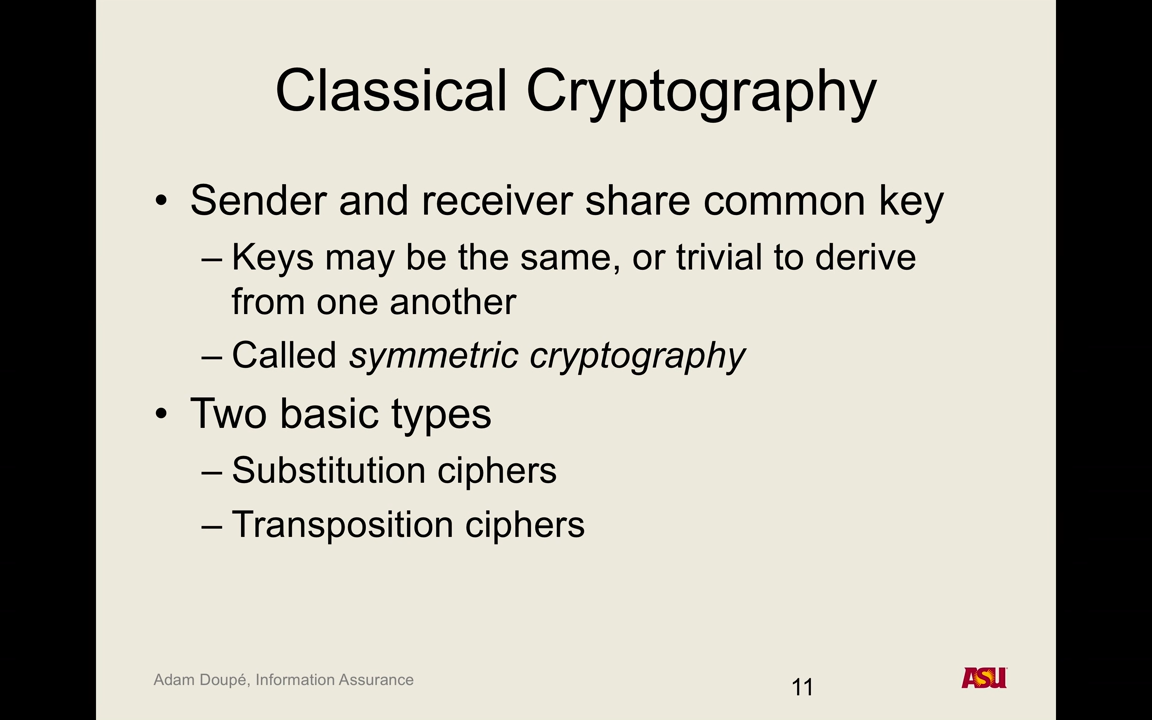 Classical Cryptography
• Sender and receiver share common key
– Keys may be the same, or trivial to derive
from one another
– Called symmetric cryptography
• Two basic types
– Substitution ciphers
– Transposition ciphers
Adam Doupé, Information Assurance
11
ASU